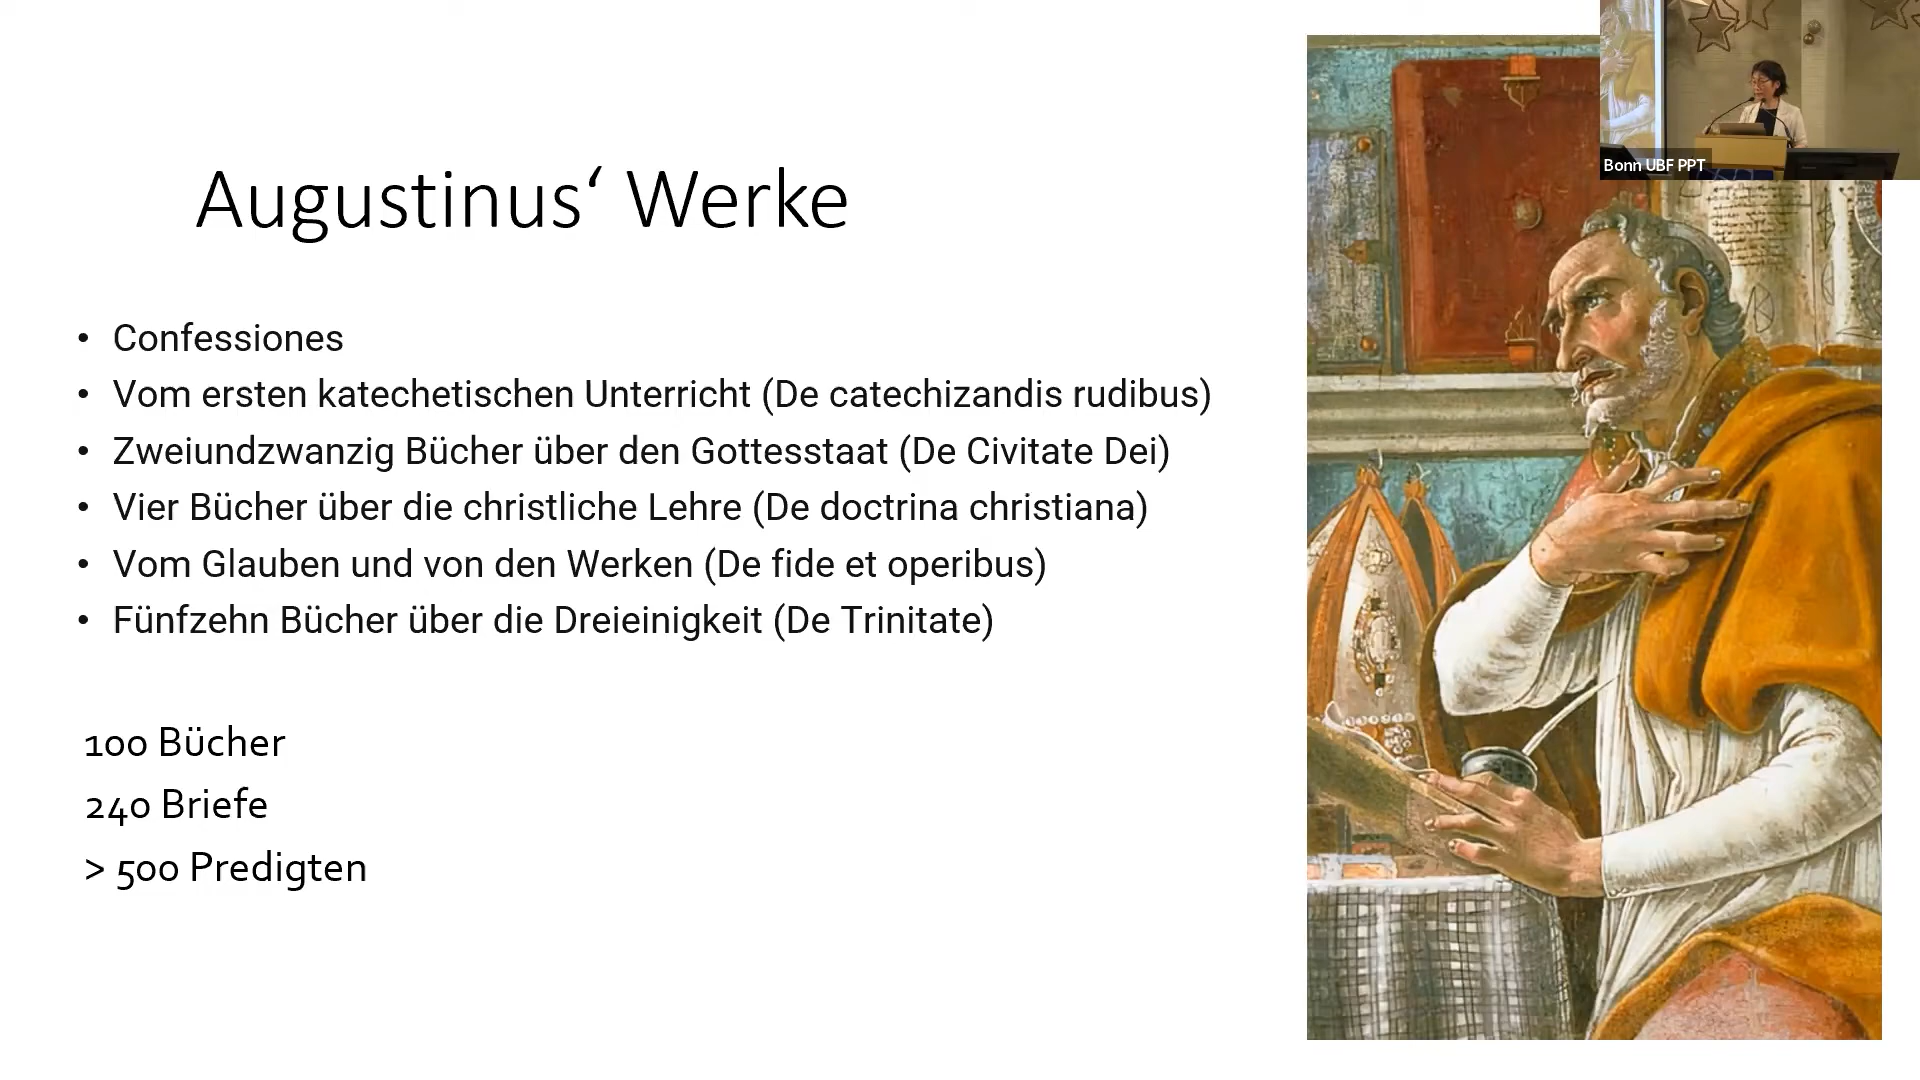 Augustinus‘ Werke
• Confessiones
• Vom ersten katechetischen Unterricht (De catechizandis rudibus)
• Zweiundzwanzig Bücher über den Gottesstaat (De Civitate Dei)
• Vier Bücher über die christliche Lehre (De doctrina christiana)
• Vom Glauben und von den Werken (De fide et operibus)
• Fünfzehn Bücher über die Dreieinigkeit (De Trinitate)
100 Bücher
240 Briefe
> 500 Predigten
Bonn UBF PPT